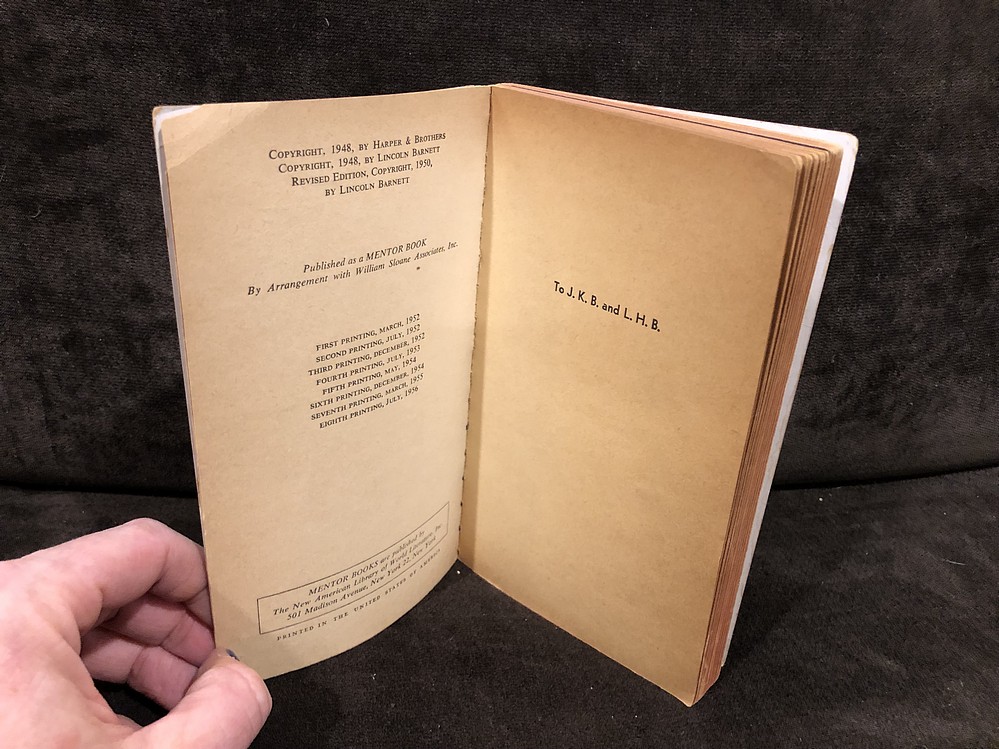 COPYRIGHT, 1948, BY HARPER & BROTHERS
COPYRIGHT, 1948, BY LINCOLN BARNETT
REVISED EDITION, COPYRIGHT, 1950,
BY LINCOLN BARNETT
Published as a MENTOR BOOK
By Arrangement with William Sloane Associates, Inc.
FIRST PRINTING, MARCH, 1952
SECOND PRINTING, JULY, 1952
THIRD PRINTING, DECEMBER, 1952
FOURTH PRINTING, JULY, 1953
FIFTH PRINTING, MAY, 1954
SIXTH PRINTING, DECEMBER, 1954
SEVENTH PRINTING, MARCH, 1955
EIGHTH PRINTING, JULY, 1956
MENTOR BOOKS are published by
The New American Library of World Literature, Inc.
501 Madison Avenue, New York 22, New York
PRINTED IN THE UNITED STATES OF AMERICA
To J. K. B. and L. H. B.